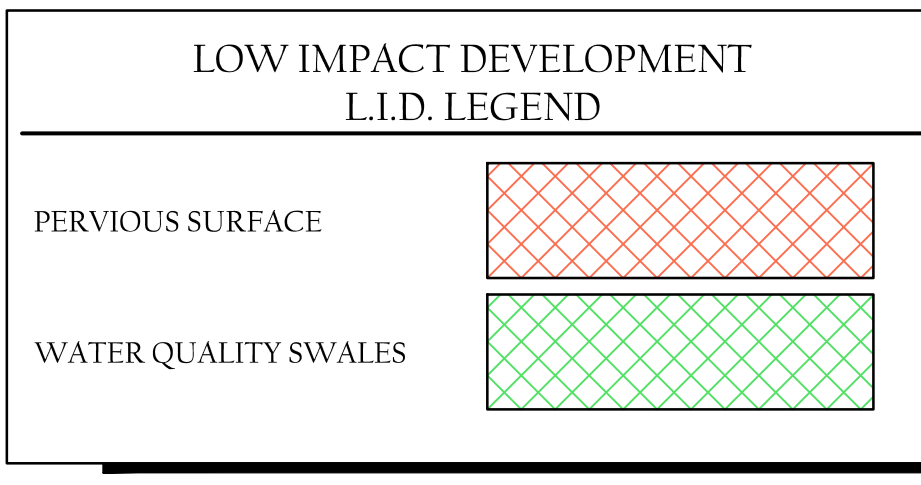 LOW IMPACT DEVELOPMENT
L.I.D. LEGEND
PERVIOUS SURFACE
WATER QUALITY SWALES